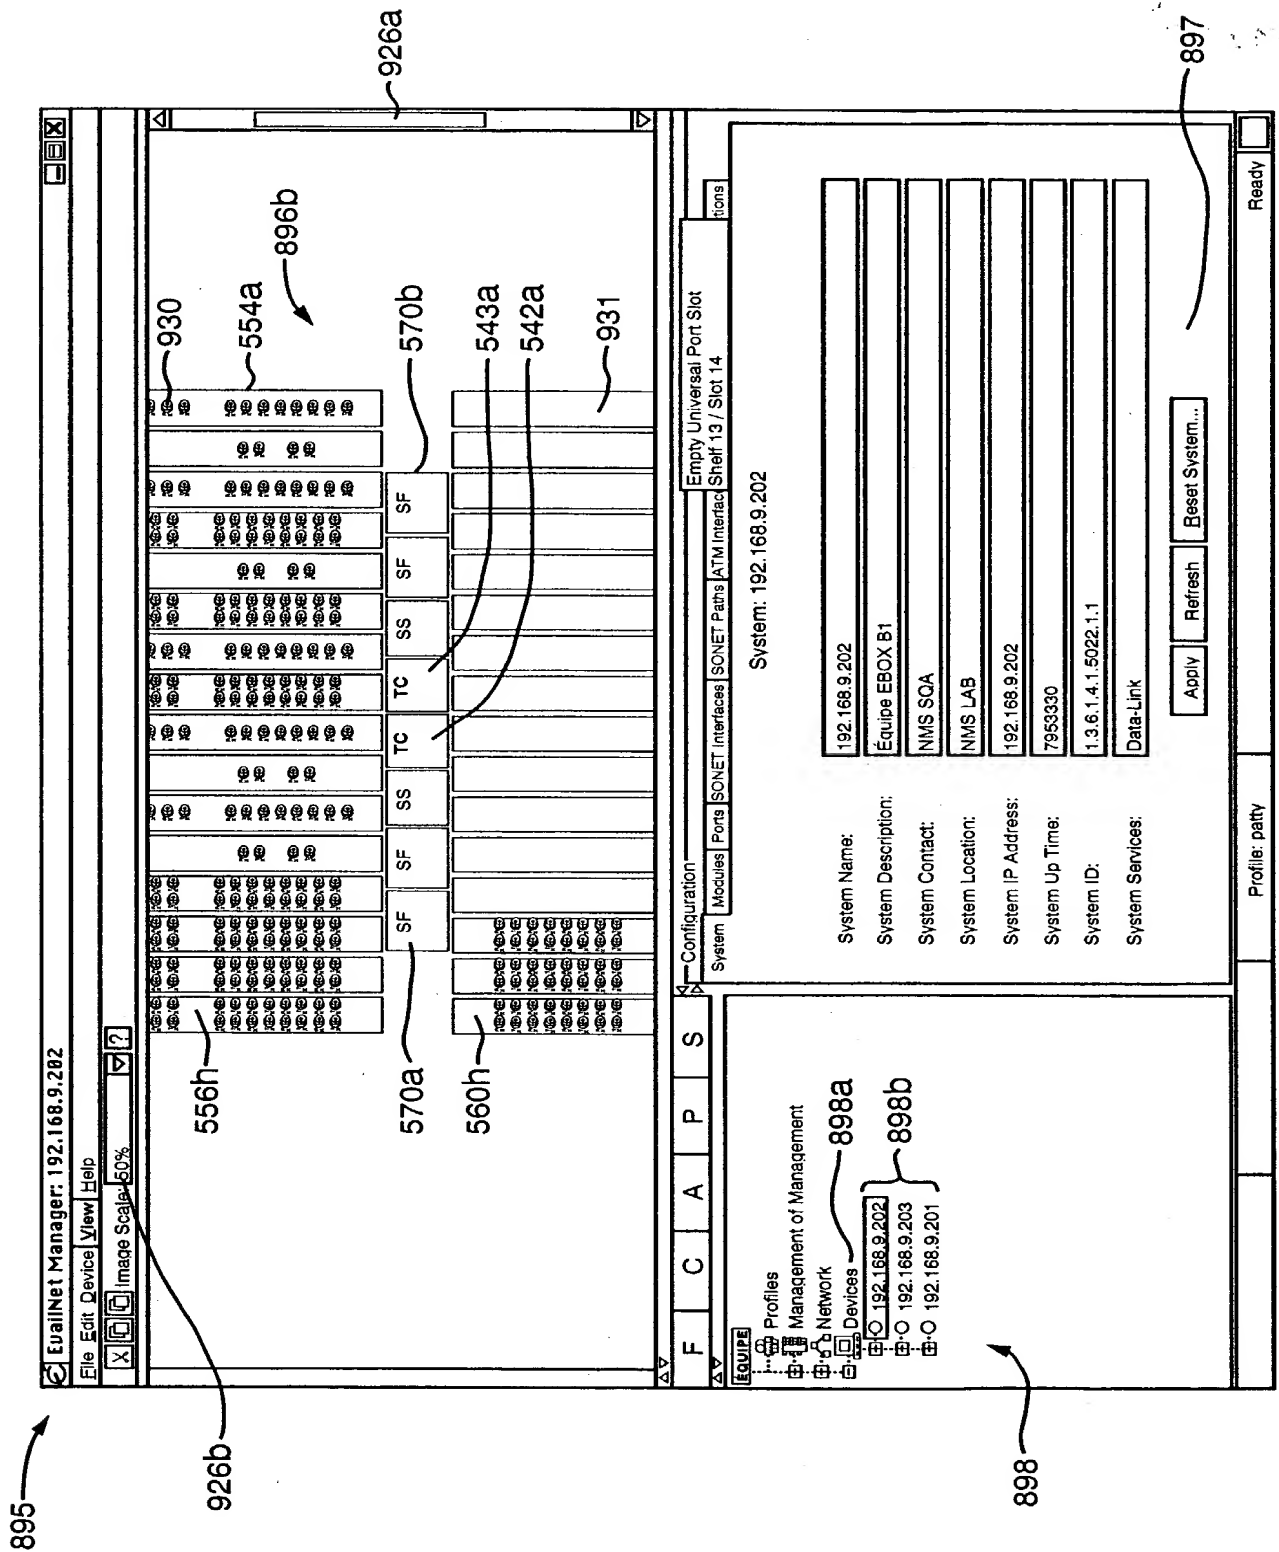 895
EuailNet Manager: 192.168.9.202
File Edit Device View Help
Image Scale: 50%
?
926b
926a
930
554a
896b
556h
SF SF SS TC TC SS SF SF
570a
570b
543a
542a
560h
931
F C A P S
EQUIPE
Profiles
Management of Management
Network
Devices
192.168.9.202
192.168.9.203
192.168.9.201
898a
898b
898
Configuration
System Modules Ports SONET Interfaces SONET Paths ATM Interfac tions
Empty Universal Port Slot
Shelf 13 / Slot 14
System: 192.168.9.202
System Name: 192.168.9.202
System Description: Équipe EBOX B1
System Contact: NMS SQA
System Location: NMS LAB
System IP Address: 192.168.9.202
System Up Time: 7953330
System ID: 1.3.6.1.4.1.5022.1.1
System Services: Data-Link
Apply Refresh Reset System...
897
Profile: patty
Ready